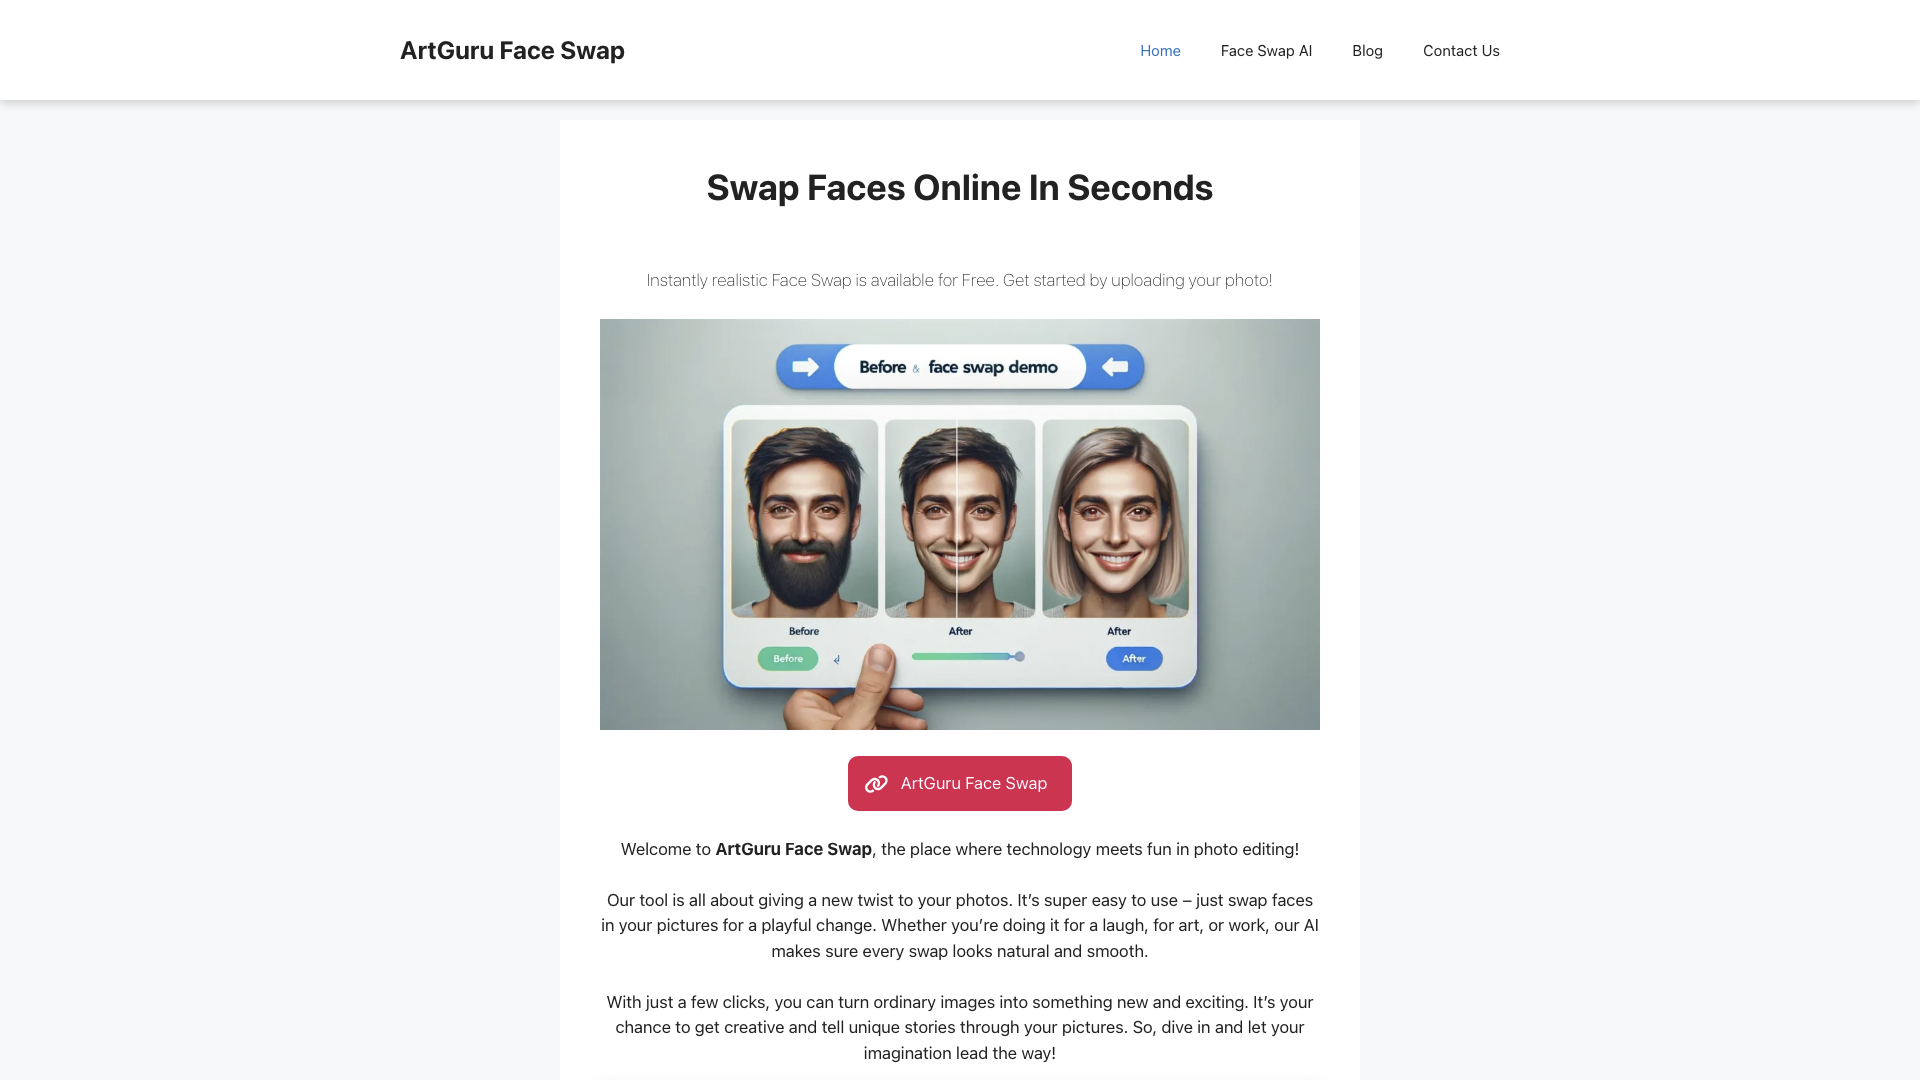 ArtGuru Face Swap
Home
Face Swap AI
Blog
Contact Us
Swap Faces Online In Seconds
Instantly realistic Face Swap is available for Free. Get started by uploading your photo!
Before & face swap demo
Before
After
After
Before
After
ArtGuru Face Swap
Welcome to ArtGuru Face Swap, the place where technology meets fun in photo editing!
Our tool is all about giving a new twist to your photos. It’s super easy to use – just swap faces
in your pictures for a playful change. Whether you’re doing it for a laugh, for art, or work, our AI
makes sure every swap looks natural and smooth.
With just a few clicks, you can turn ordinary images into something new and exciting. It’s your
chance to get creative and tell unique stories through your pictures. So, dive in and let your
imagination lead the way!